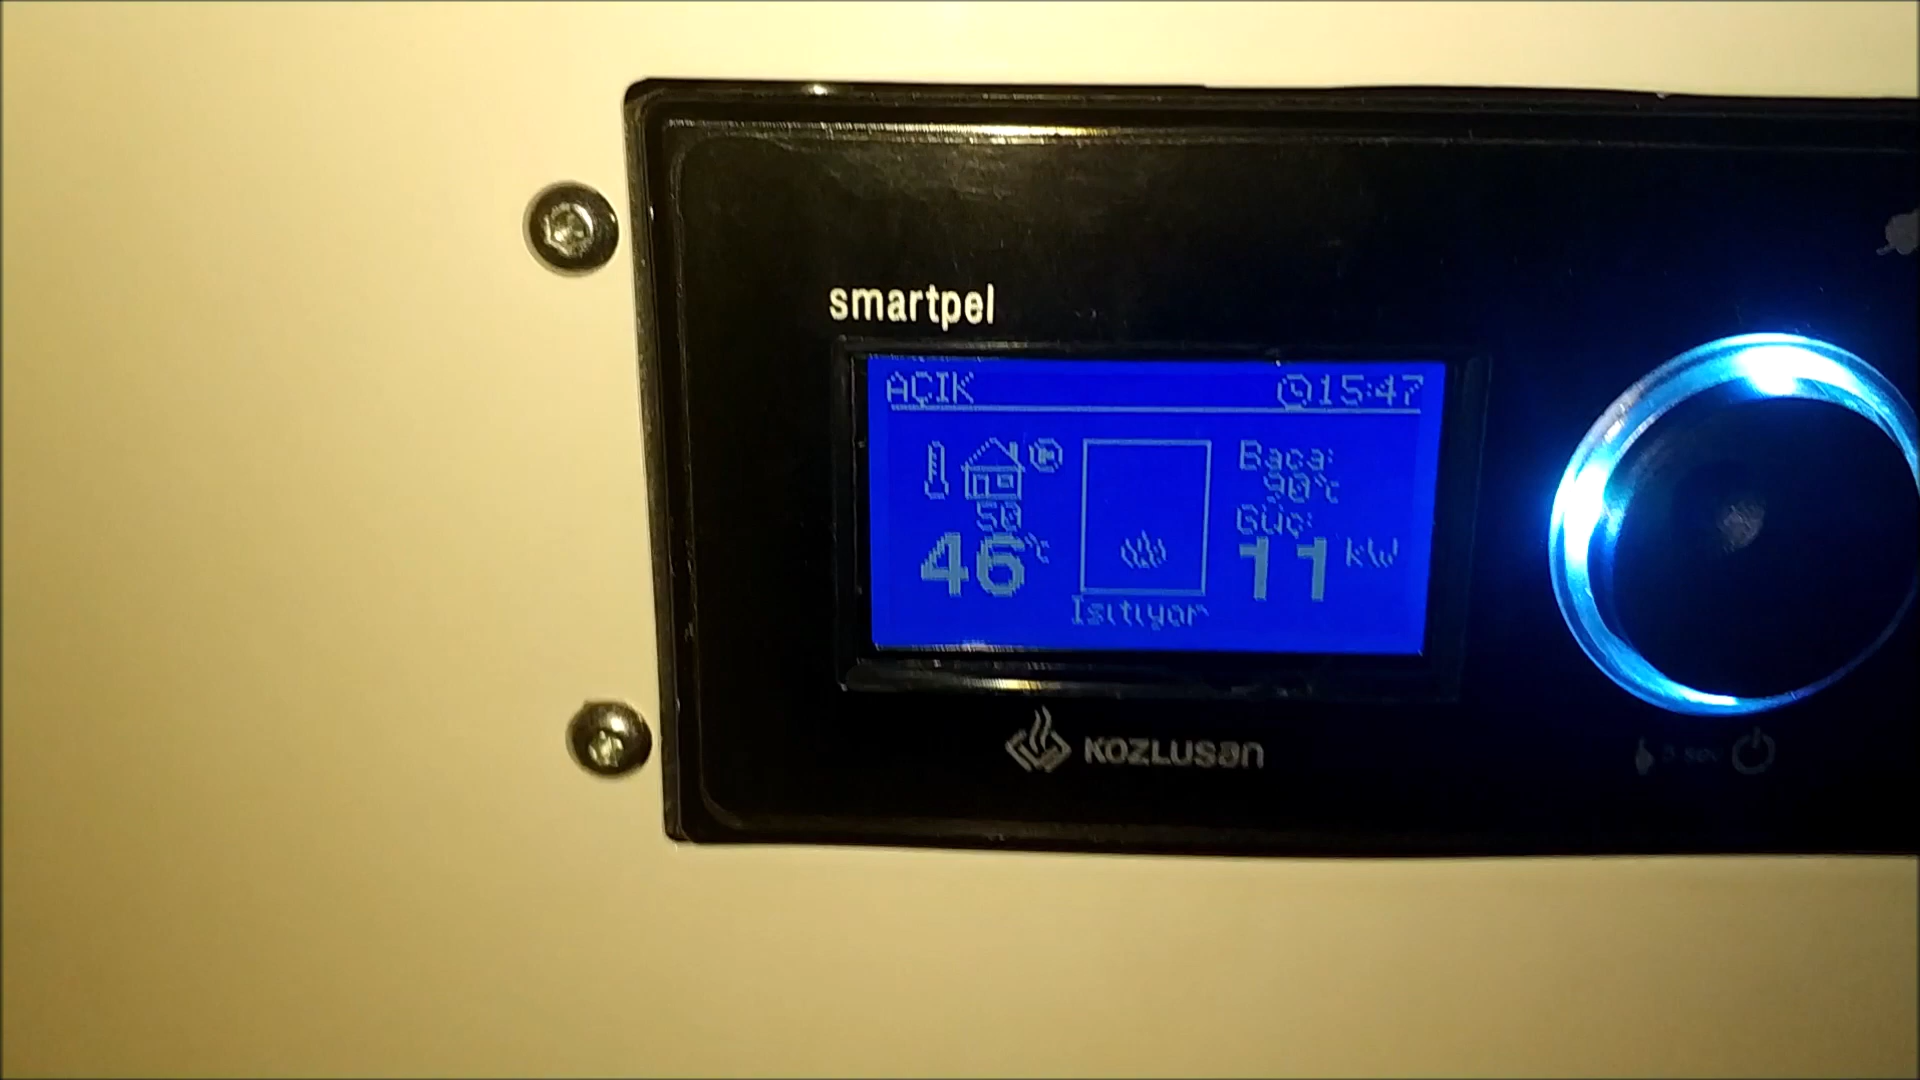 smartpel
AÇIK 15:47
Baca:
90°C
50
Güç:
46°C
11 kW
Isıtıyor
KOZLUSan